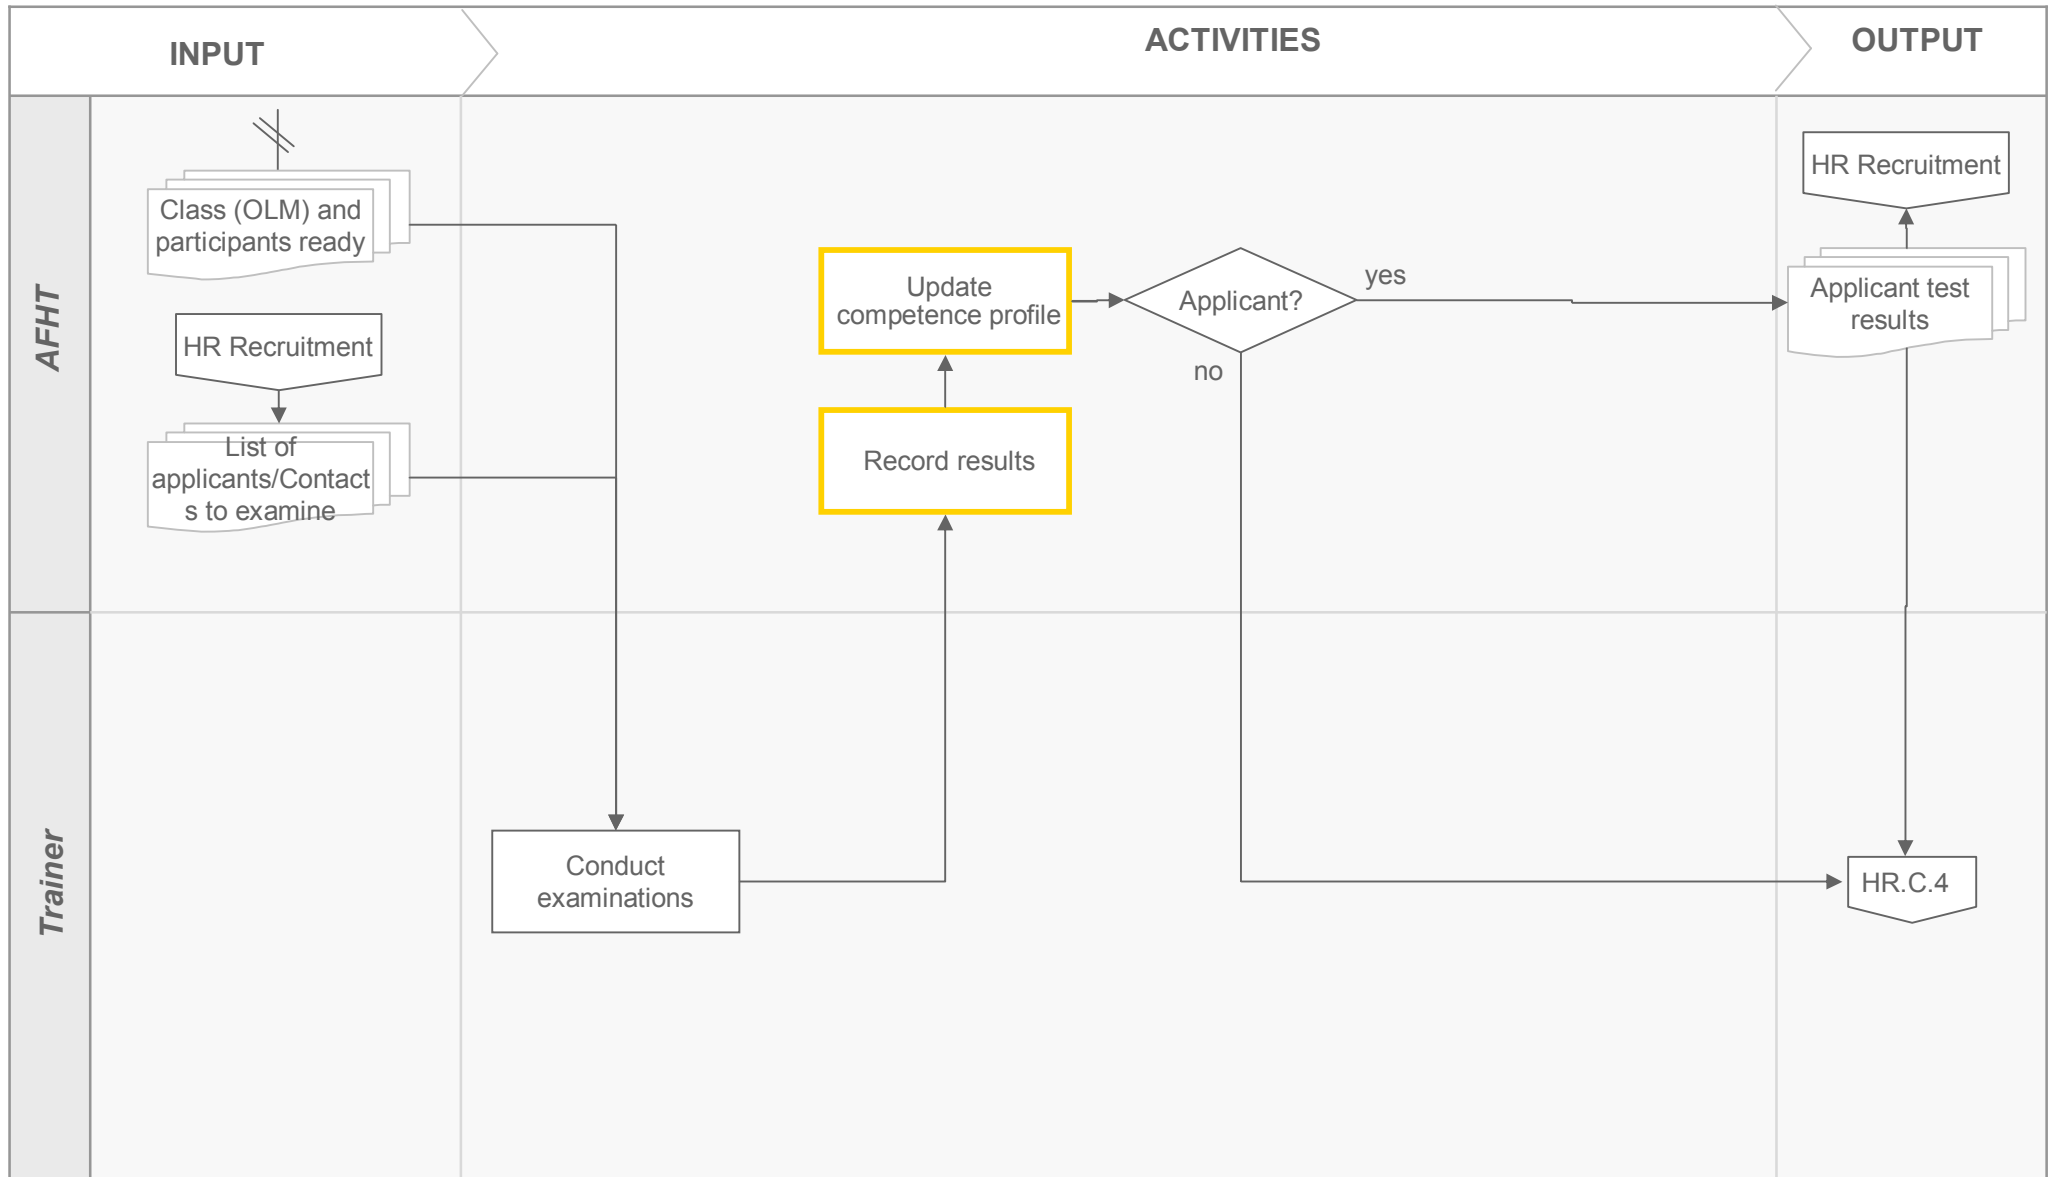 INPUT
ACTIVITIES
OUTPUT
AFHT
Class (OLM) and
participants ready
HR Recruitment
List of
applicants/Contact
s to examine
Update
competence profile
Record results
Applicant?
yes
no
HR Recruitment
Applicant test
results
Trainer
Conduct
examinations
HR.C.4